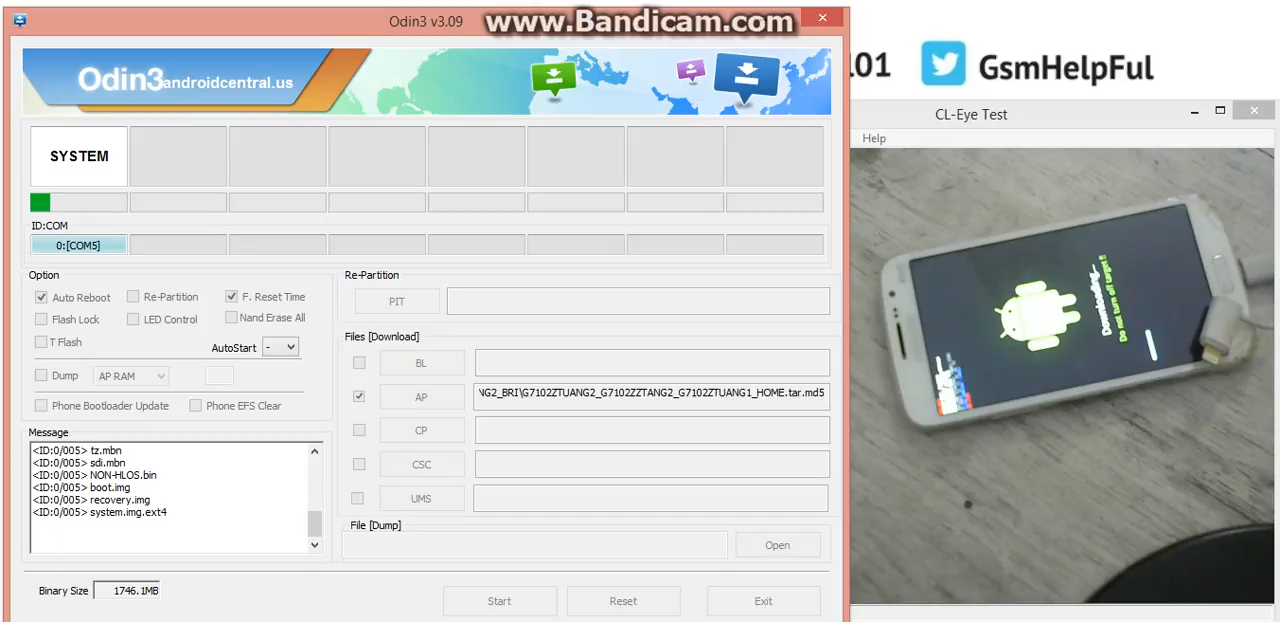 Odin3 v3.09
www.Bandicam.com
Odin3androidcentral.us
101
GsmHelpFul
CL-Eye Test
Help
SYSTEM
ID:COM
0:[COM5]
Option
Auto Reboot
Re-Partition
F. Reset Time
Flash Lock
LED Control
Nand Erase All
T Flash
AutoStart
-
Dump
AP RAM
Phone Bootloader Update
Phone EFS Clear
Message
<ID:0/005> tz.mbn
<ID:0/005> sdi.mbn
<ID:0/005> NON-HLOS.bin
<ID:0/005> boot.img
<ID:0/005> recovery.img
<ID:0/005> system.img.ext4
Binary Size
1746.1MB
Re-Partition
PIT
Files [Download]
BL
AP
\G2_BRI\G7102ZTUANG2_G7102ZZTANG2_G7102ZTUANG1_HOME.tar.md5
CP
CSC
UMS
File [Dump]
Open
Start
Reset
Exit
Downloading...
Do not turn off target!!